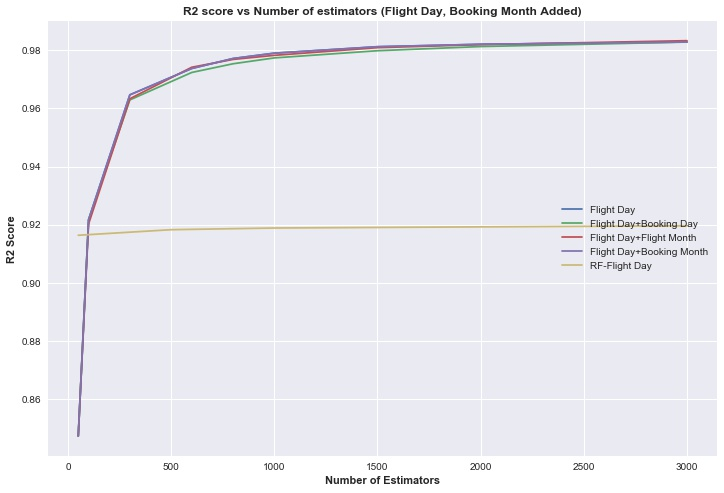 R2 score vs Number of estimators (Flight Day, Booking Month Added)
0.98
0.96
0.94
0.92
0.90
0.88
0.86
R2 Score
Flight Day
Flight Day+Booking Day
Flight Day+Flight Month
Flight Day+Booking Month
RF-Flight Day
0 500 1000 1500 2000 2500 3000
Number of Estimators